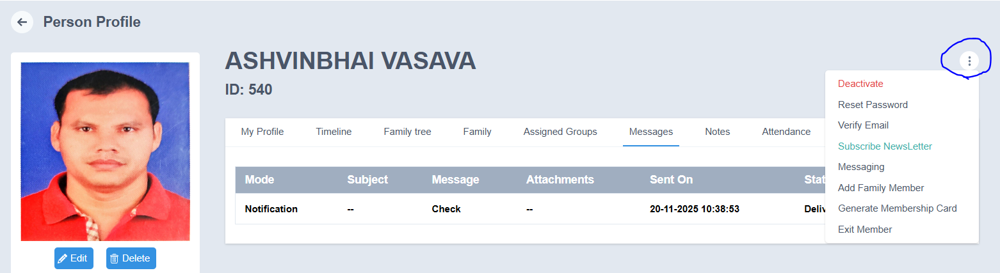 Person Profile
ASHVINBHAI VASAVA
ID: 540
Deactivate
Reset Password
Verify Email
Subscribe NewsLetter
Messaging
Add Family Member
Generate Membership Card
Exit Member
My Profile Timeline Family tree Family Assigned Groups Messages Notes Attendance
Mode Subject Message Attachments Sent On Stat
Notification -- Check -- 20-11-2025 10:38:53 Deliv
Edit Delete